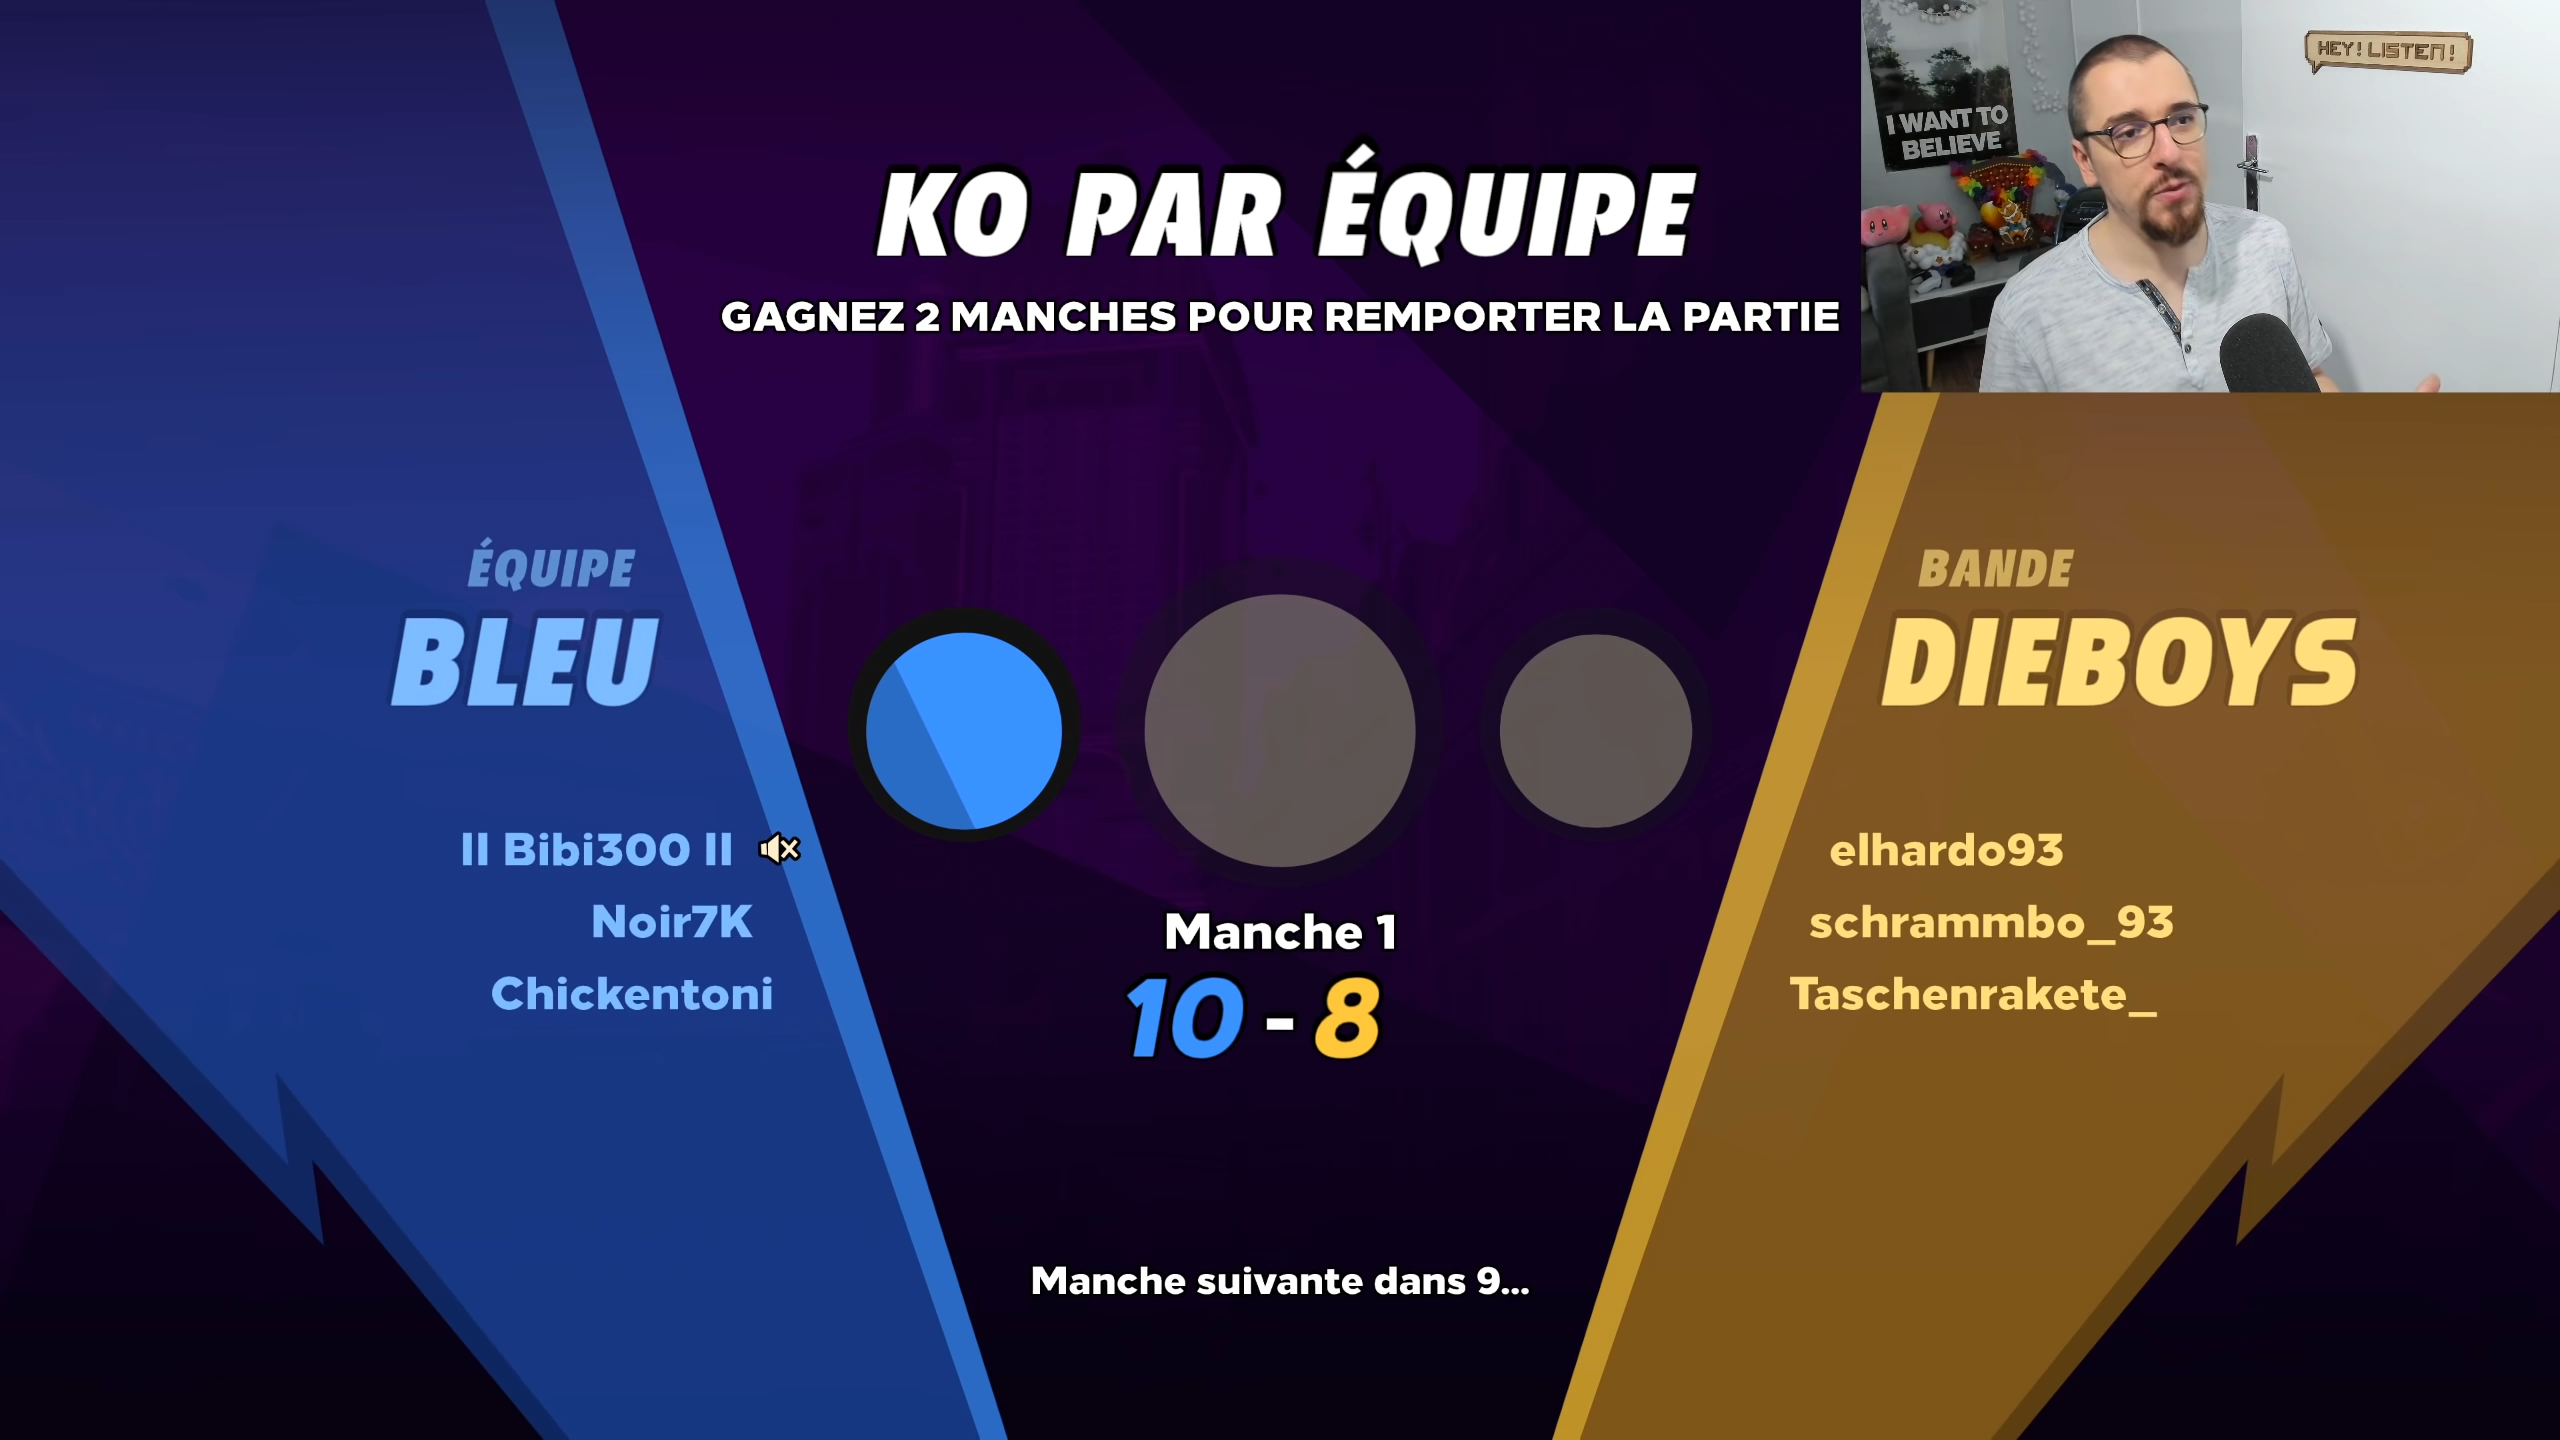 I WANT TO
BELIEVE
HEY! LISTEN!
KO PAR ÉQUIPE
GAGNEZ 2 MANCHES POUR REMPORTER LA PARTIE
ÉQUIPE
BLEU
BANDE
DIEBOYS
II Bibi300 II
Noir7K
Chickentoni
elhardo93
schrammbo_93
Taschenrakete_
Manche 1
10 - 8
Manche suivante dans 9...